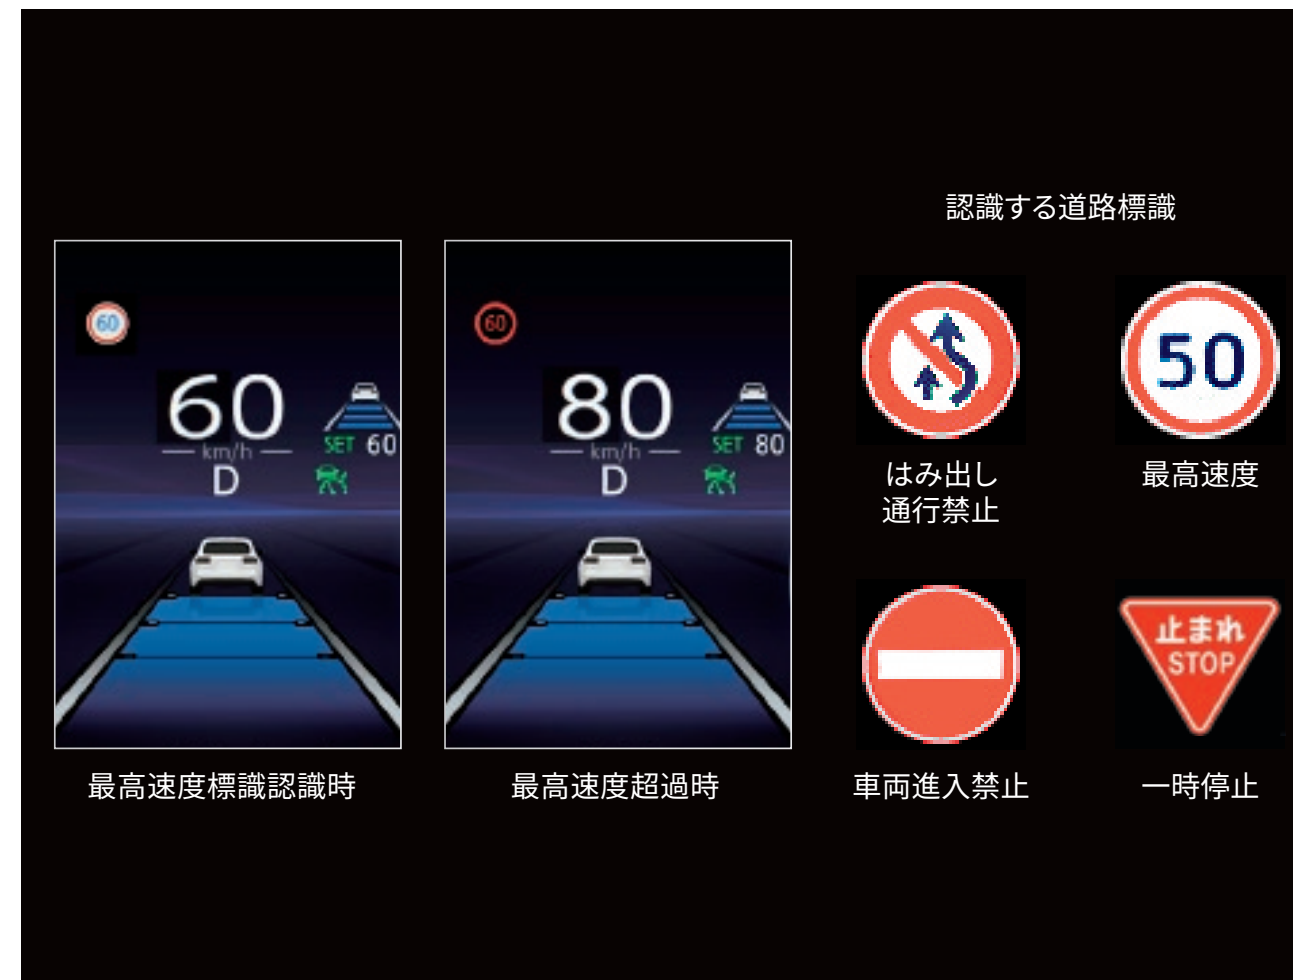 認識する道路標識
60
60
km/h
D
SET 60
最高速度標識認識時
60
80
km/h
D
SET 80
最高速度超過時
はみ出し
通行禁止
50
最高速度
車両進入禁止
止まれ
STOP
一時停止